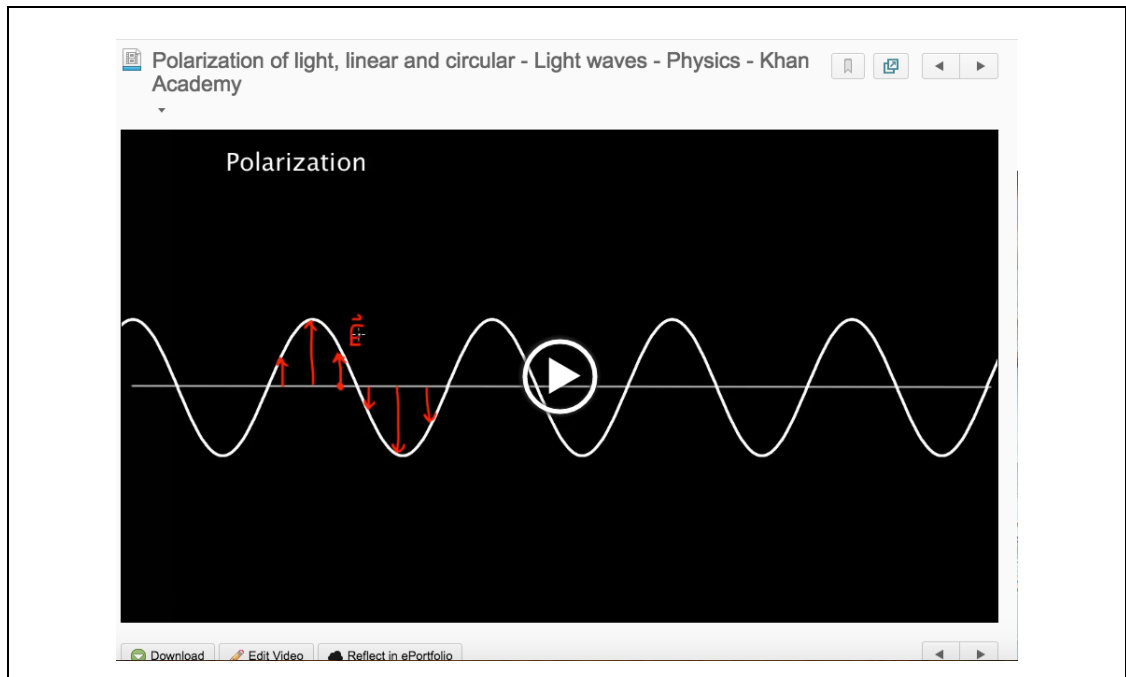 Polarization of light, linear and circular - Light waves - Physics - Khan
Academy
Polarization
E
Download
Edit Video
Reflect in ePortfolio